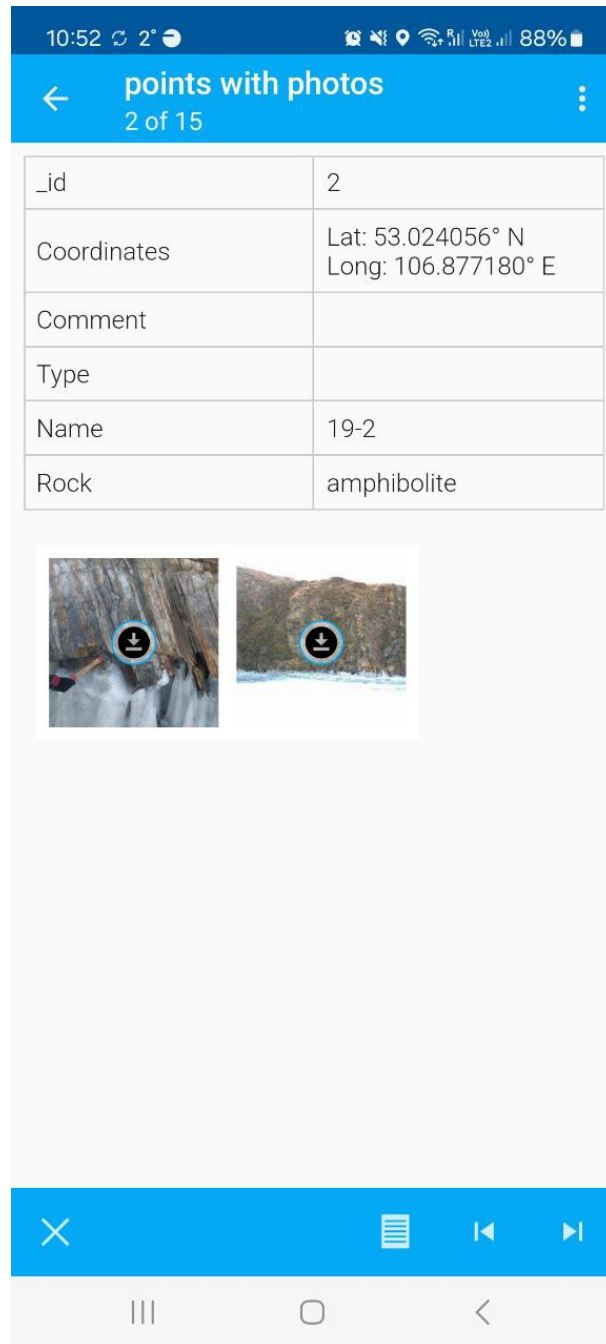 10:52 2° 88%
points with photos
2 of 15
_id 2
Coordinates
Lat: 53.024056° N
Long: 106.877180° E
Comment
Type
Name 19-2
Rock amphibolite